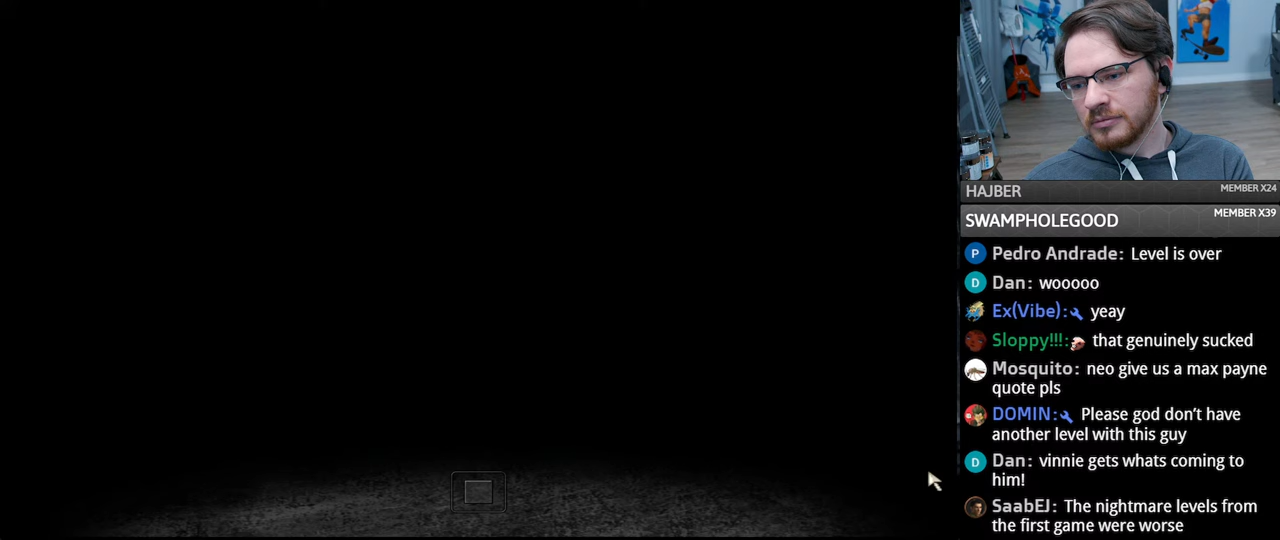 HAJBER MEMBER X24
SWAMPHOLEGOOD MEMBER X39
P Pedro Andrade: Level is over
D Dan: wooooo
Ex(Vibe): yeay
Sloppy!!!: that genuinely sucked
Mosquito: neo give us a max payne
quote pls
DOMIN: Please god don't have
another level with this guy
D Dan: vinnie gets whats coming to
him!
SaabEJ: The nightmare levels from
the first game were worse